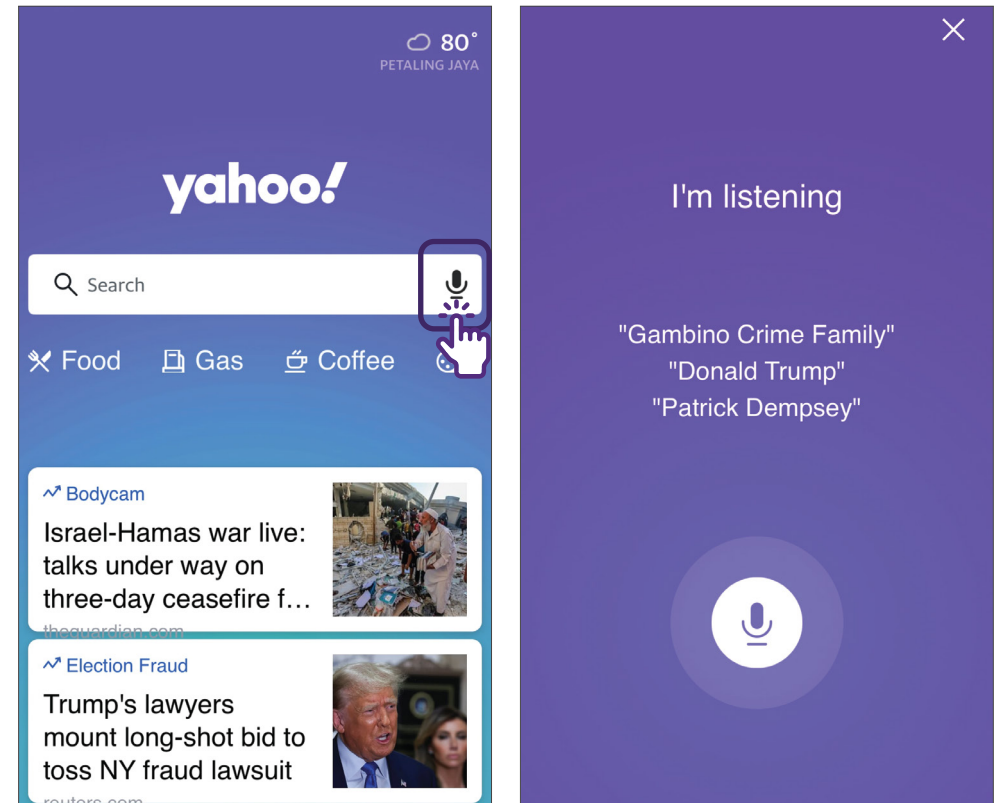 80°
PETALING JAYA
yahoo!
Search
Food Gas Coffee
Bodycam
Israel-Hamas war live:
talks under way on
three-day ceasefire f...
theguardian.com
Election Fraud
Trump's lawyers
mount long-shot bid to
toss NY fraud lawsuit
reuters.com
I'm listening
"Gambino Crime Family"
"Donald Trump"
"Patrick Dempsey"